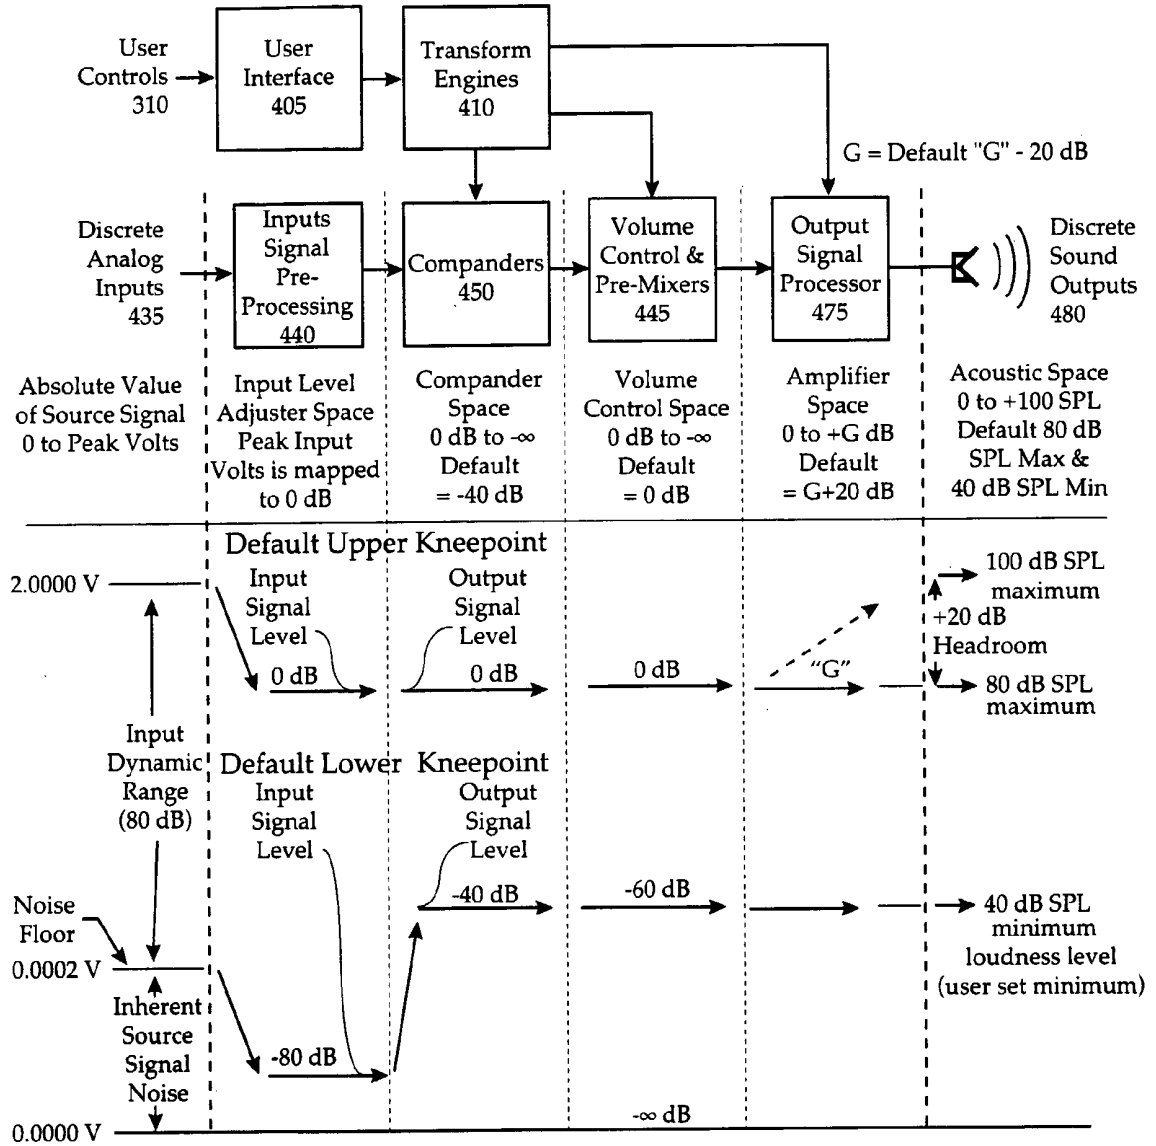 User
Controls
310
User
Interface
405
Transform
Engines
410
G = Default "G" - 20 dB
Discrete
Analog
Inputs
435
Inputs
Signal
Pre-
Processing
440
Companders
450
Volume
Control &
Pre-Mixers
445
Output
Signal
Processor
475
Discrete
Sound
Outputs
480
Absolute Value
of Source Signal
0 to Peak Volts
Input Level
Adjuster Space
Peak Input
Volts is mapped
to 0 dB
Compander
Space
0 dB to -∞
Default
= -40 dB
Volume
Control Space
0 dB to -∞
Default
= 0 dB
Amplifier
Space
0 to +G dB
Default
= G+20 dB
Acoustic Space
0 to +100 SPL
Default 80 dB
SPL Max &
40 dB SPL Min
Default Upper Kneepoint
2.0000 V
Input
Signal
Level
0 dB
Output
Signal
Level
0 dB
0 dB
"G"
100 dB SPL
maximum
+20 dB
Headroom
80 dB SPL
maximum
Input
Dynamic
Range
(80 dB)
Default Lower Kneepoint
Input
Signal
Level
Output
Signal
Level
-40 dB
-60 dB
40 dB SPL
minimum
loudness level
(user set minimum)
Noise
Floor
0.0002 V
Inherent
Source
Signal
Noise
-80 dB
0.0000 V
-∞ dB